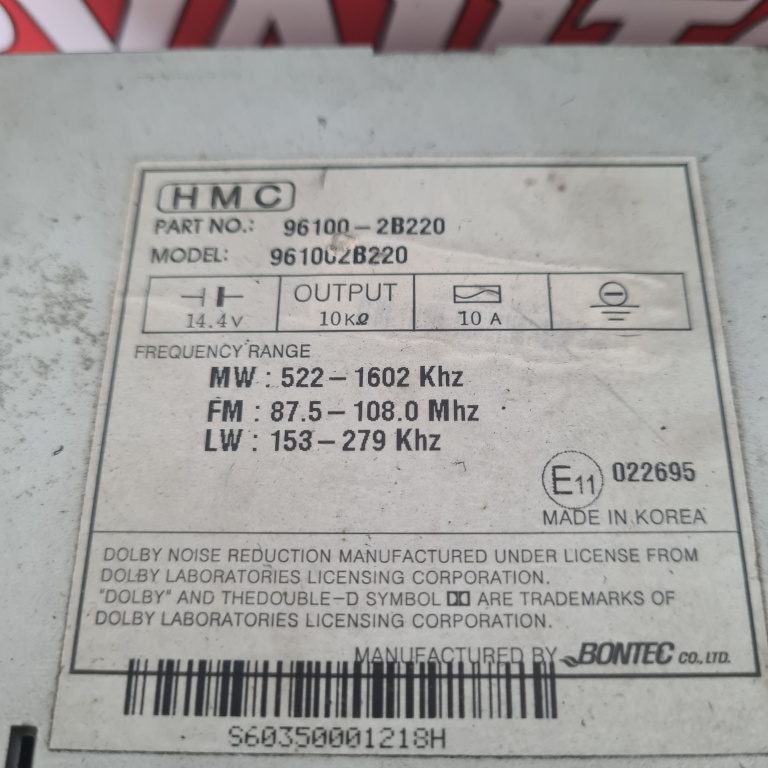 HMC
PART NO.: 96100-2B220
MODEL: 961002B220
14.4V OUTPUT 10KΩ 10 A
FREQUENCY RANGE
MW : 522-1602 Khz
FM : 87.5-108.0 Mhz
LW : 153-279 Khz
E11 022695
MADE IN KOREA
DOLBY NOISE REDUCTION MANUFACTURED UNDER LICENSE FROM
DOLBY LABORATORIES LICENSING CORPORATION.
"DOLBY" AND THEDOUBLE-D SYMBOL ARE TRADEMARKS OF
DOLBY LABORATORIES LICENSING CORPORATION.
MANUFACTURED BY BONTEC CO.,LTD.
S60350001218H